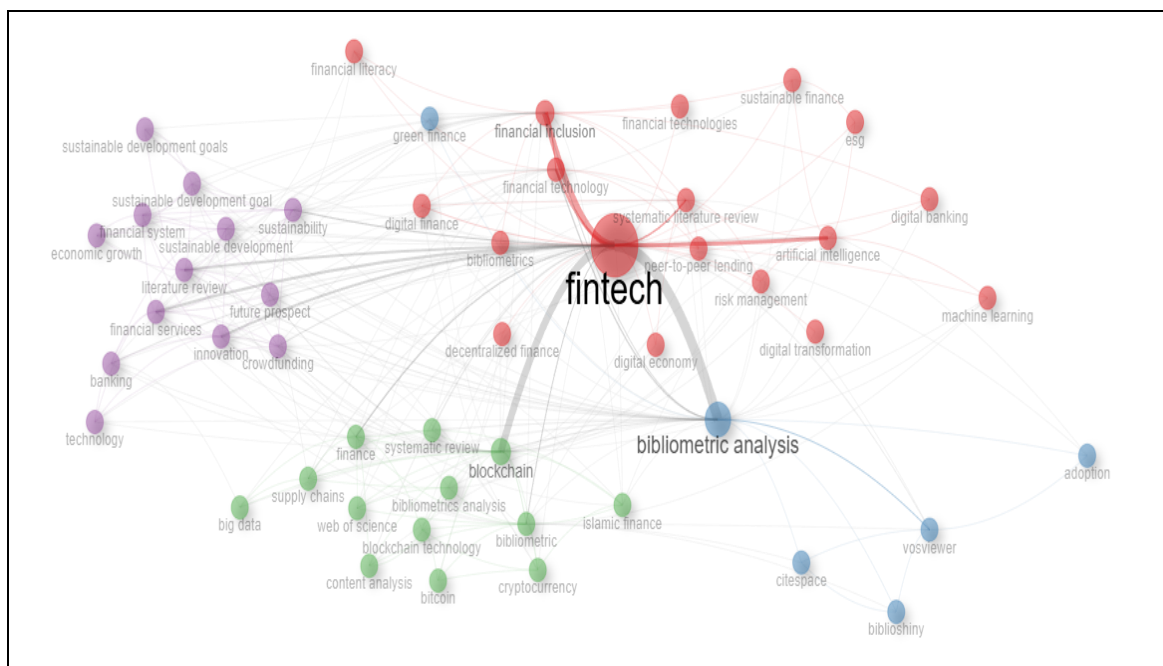 financial literacy
sustainable finance
financial technologies
financial inclusion
green finance
esg
sustainable development goals
financial technology
sustainable development goal
systematic literature review
digital banking
digital finance
sustainability
financial system
sustainable development
economic growth
bibliometrics
peer-to-peer lending
artificial intelligence
literature review
fintech
risk management
future prospect
machine learning
financial services
innovation
decentralized finance
digital economy
digital transformation
crowdfunding
banking
technology
finance
systematic review
bibliometric analysis
blockchain
adoption
supply chains
bibliometrics analysis
big data
web of science
islamic finance
blockchain technology
bibliometric
vosviewer
citespace
content analysis
bitcoin
cryptocurrency
biblioshiny